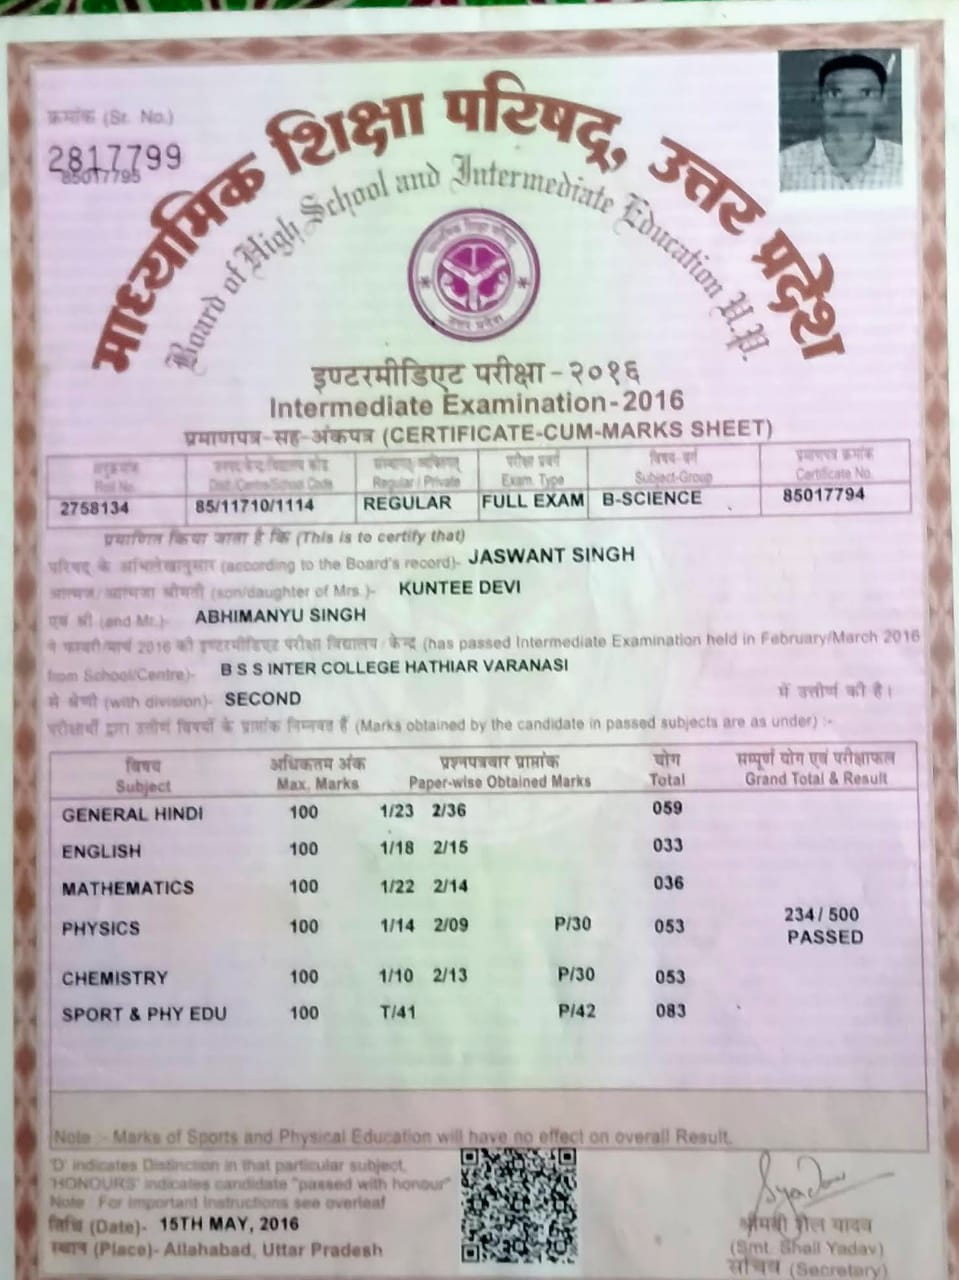 क्रमांक (Sr. No.)
2817799
85017795
माध्यमिक शिक्षा परिषद्, उत्तर प्रदेश
Board of High School and Intermediate Education U.P.
माध्यमिक शिक्षा परिषद्
उत्तर प्रदेश
इण्टरमीडिएट परीक्षा - २०१६
Intermediate Examination-2016
प्रमाणपत्र-सह-अंकपत्र (CERTIFICATE-CUM-MARKS SHEET)
अनुक्रमांक जनपद/केन्द्र/विद्यालय कोड संस्थागत/व्यक्तिगत परीक्षा प्रकार विषय-वर्ग प्रमाणपत्र क्रमांक
Roll No. Dist./Centre/School Code Regular / Private Exam. Type Subject-Group Certificate No.
2758134 85/11710/1114 REGULAR FULL EXAM B-SCIENCE 85017794
प्रमाणित किया जाता है कि (This is to certify that)
परिषद् के अभिलेखानुसार (according to the Board's record)- JASWANT SINGH
आत्मज/आत्मजा श्रीमती (son/daughter of Mrs.)- KUNTEE DEVI
एवं श्री (and Mr.)- ABHIMANYU SINGH
ने फरवरी/मार्च 2016 की इण्टरमीडिएट परीक्षा विद्यालय/केन्द्र (has passed Intermediate Examination held in February/March 2016
from School/Centre)- B S S INTER COLLEGE HATHIAR VARANASI
से श्रेणी (with division)- SECOND में उत्तीर्ण की है।
परीक्षार्थी द्वारा उत्तीर्ण विषयों के प्राप्तांक निम्नवत हैं (Marks obtained by the candidate in passed subjects are as under) :-
विषय अधिकतम अंक प्रश्नपत्रवार प्राप्तांक योग सम्पूर्ण योग एवं परीक्षाफल
Subject Max. Marks Paper-wise Obtained Marks Total Grand Total & Result
GENERAL HINDI 100 1/23 2/36 059
ENGLISH 100 1/18 2/15 033
MATHEMATICS 100 1/22 2/14 036
PHYSICS 100 1/14 2/09 P/30 053 234/500
PASSED
CHEMISTRY 100 1/10 2/13 P/30 053
SPORT & PHY EDU 100 T/41 P/42 083
Note :- Marks of Sports and Physical Education will have no effect on overall Result.
'D' indicates Distinction in that particular subject.
'HONOURS' indicates candidate "passed with honour"
Note : For Important Instructions see overleaf
तिथि (Date)- 15TH MAY, 2016
स्थान (Place)- Allahabad, Uttar Pradesh
श्रीमती शैल यादव
(Smt. Shail Yadav)
सचिव (Secretary)